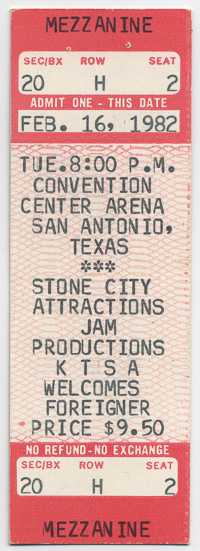 MEZZANINE
SEC/BX ROW SEAT
20 H 2
ADMIT ONE - THIS DATE
FEB. 16, 1982
TUE. 8:00 P.M.
CONVENTION
CENTER ARENA
SAN ANTONIO,
TEXAS
***
STONE CITY
ATTRACTIONS
JAM
PRODUCTIONS
K T S A
WELCOMES
FOREIGNER
PRICE $9.50
NO REFUND - NO EXCHANGE
SEC/BX ROW SEAT
20 H 2
MEZZANINE